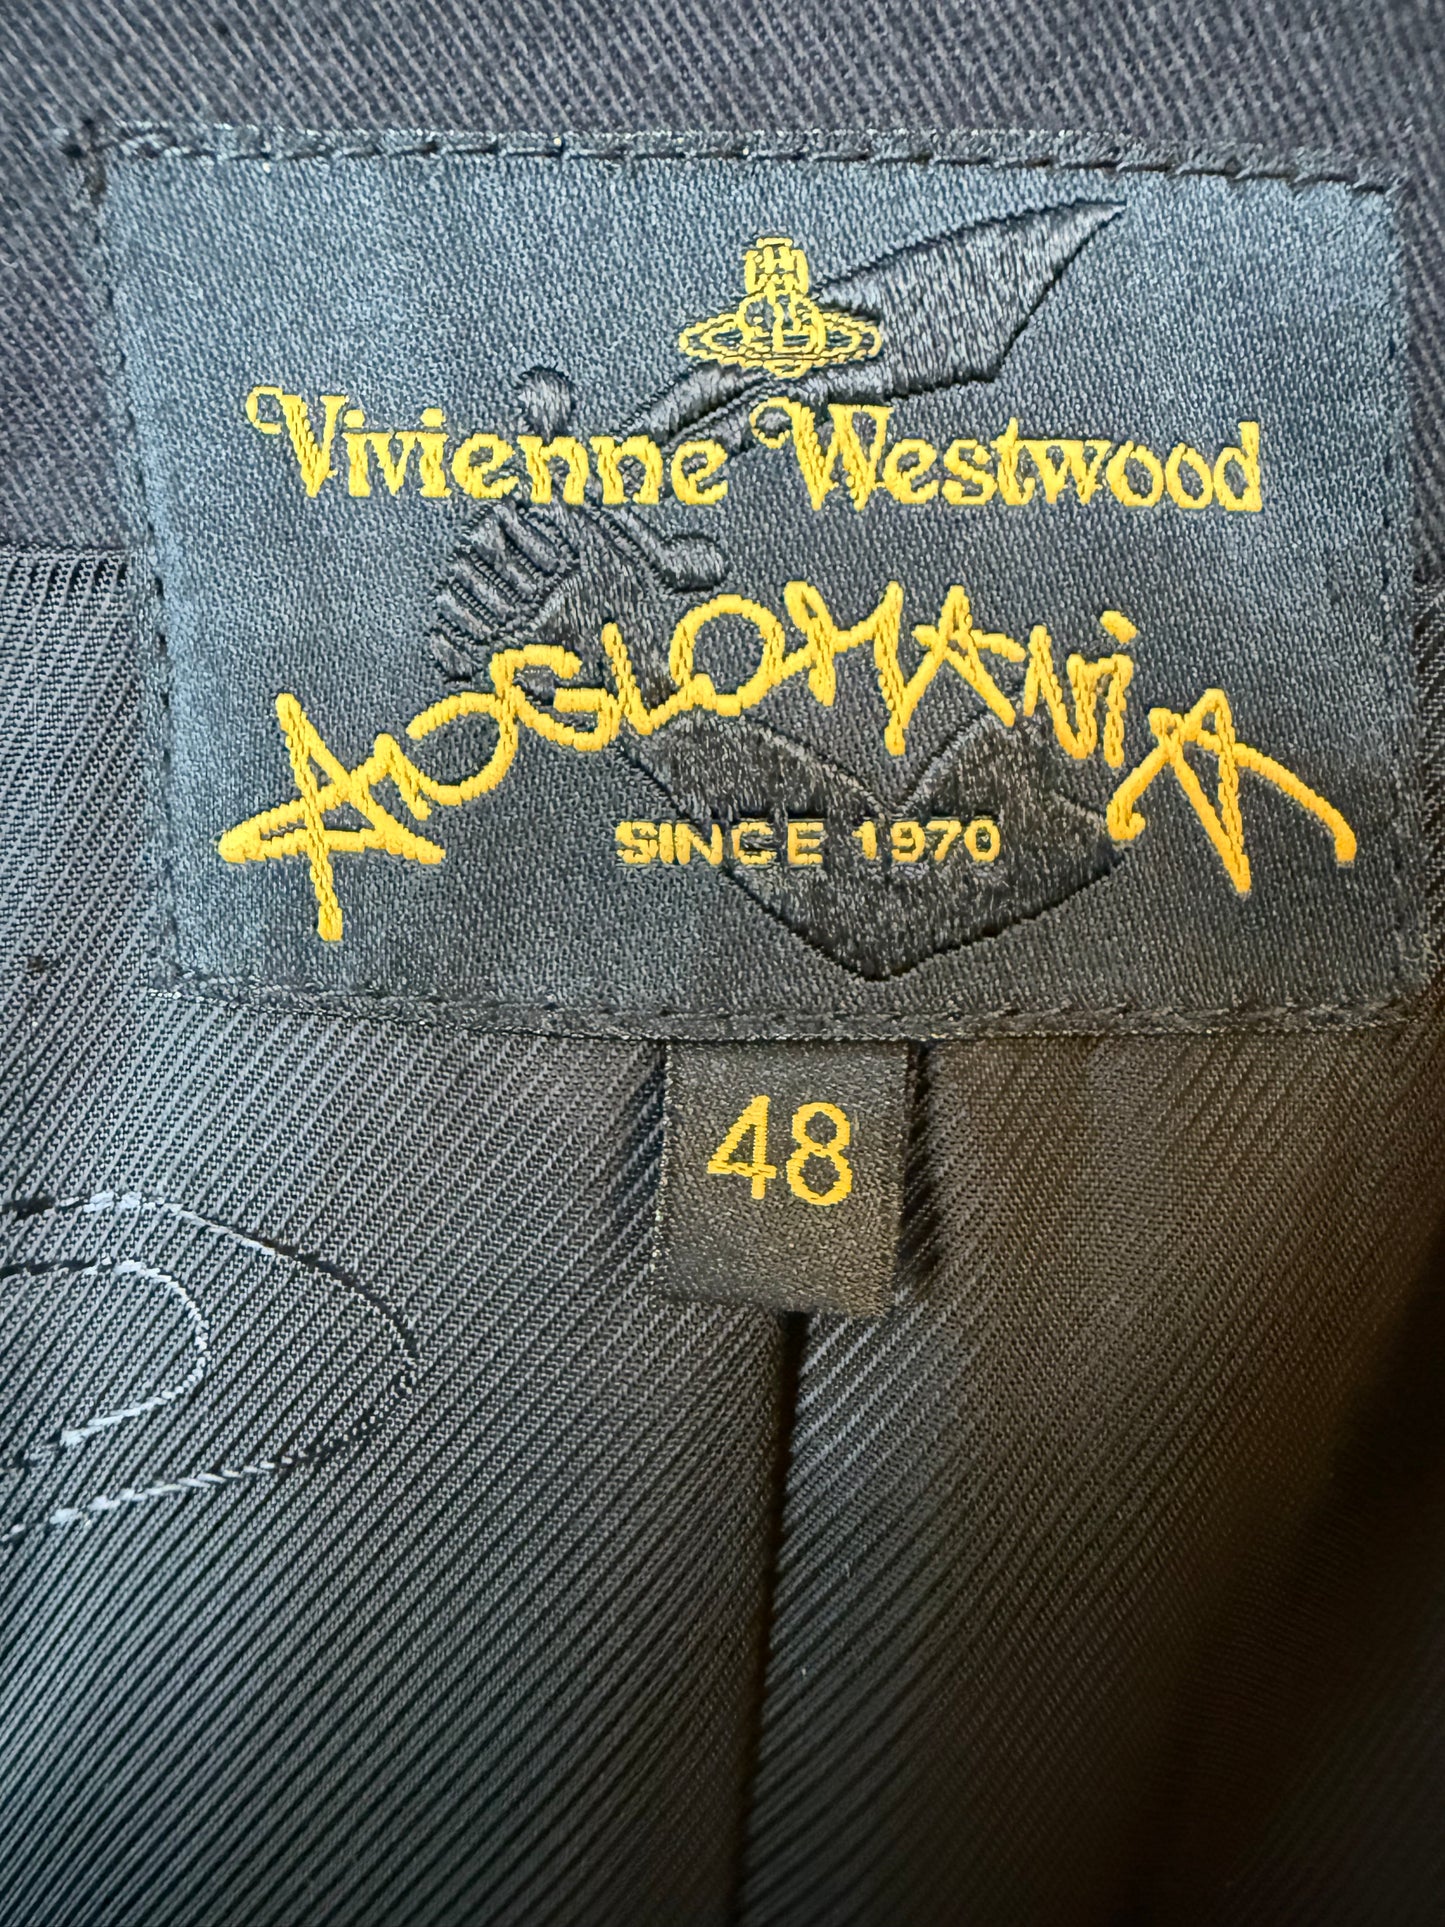 Vivienne Westwood
ANGLOMANIA
SINCE 1970
48